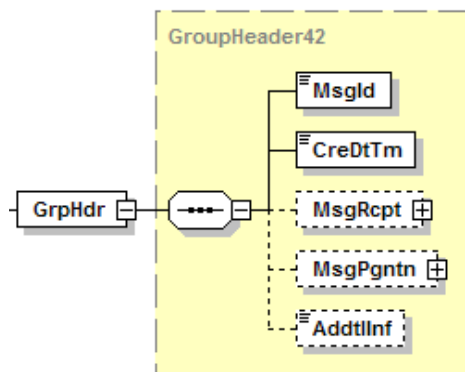 GroupHeader42
MsgId
CreDtTm
GrpHdr
MsgRcpt
MsgPgntn
AddtlInf